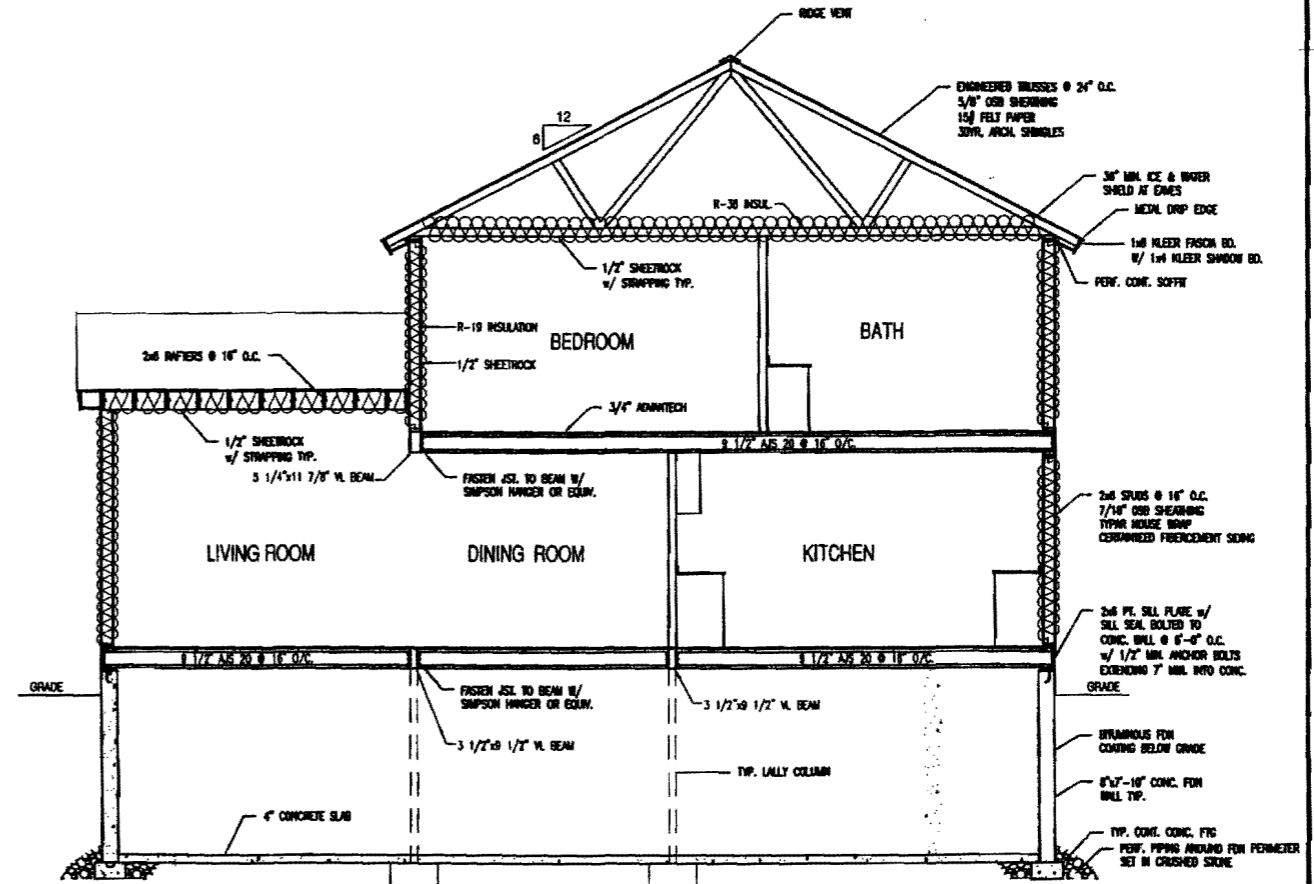 RIDGE VENT
ENGINEERED TRUSSES @ 24" O.C.
5/8" OSB SHEATHING
15# FELT PAPER
30YR. ARCH. SHINGLES
12
6
36" MIN. ICE & WATER
SHIELD AT EAVES
METAL DRIP EDGE
R-38 INSUL.
1x8 KLEER FASCIA BD.
W/ 1x4 KLEER SHADOW BD.
1/2" SHEETROCK
w/ STRAPPING TYP.
PERF. CONT. SOFFIT
R-19 INSULATION
BEDROOM
BATH
2x8 RAFTERS @ 16" O.C.
1/2" SHEETROCK
3/4" ADVANTECH
1/2" SHEETROCK
w/ STRAPPING TYP.
9 1/2" AJS 20 @ 16" O/C.
5 1/4"x11 7/8" VL BEAM
FASTEN JST. TO BEAM W/
SIMPSON HANGER OR EQUIV.
2x6 STUDS @ 16" O.C.
7/16" OSB SHEATHING
TYPAR HOUSE WRAP
CERTAINTEED FIBERCEMENT SIDING
LIVING ROOM
DINING ROOM
KITCHEN
2x6 PT. SILL PLATE w/
SILL SEAL BOLTED TO
CONC. WALL @ 6'-0" O.C.
w/ 1/2" MIN. ANCHOR BOLTS
EXTENDING 7" MIN. INTO CONC.
9 1/2" AJS 20 @ 16" O/C.
9 1/2" AJS 20 @ 16" O/C.
GRADE
GRADE
FASTEN JST. TO BEAM W/
SIMPSON HANGER OR EQUIV.
3 1/2"x9 1/2" VL BEAM
3 1/2"x9 1/2" VL BEAM
BITUMINOUS FDN
COATING BELOW GRADE
TYP. LALLY COLUMN
8"x7'-10" CONC. FDN
WALL TYP.
4" CONCRETE SLAB
TYP. CONT. CONC. FTG
PERF. PIPING AROUND FDN PERIMETER
SET IN CRUSHED STONE